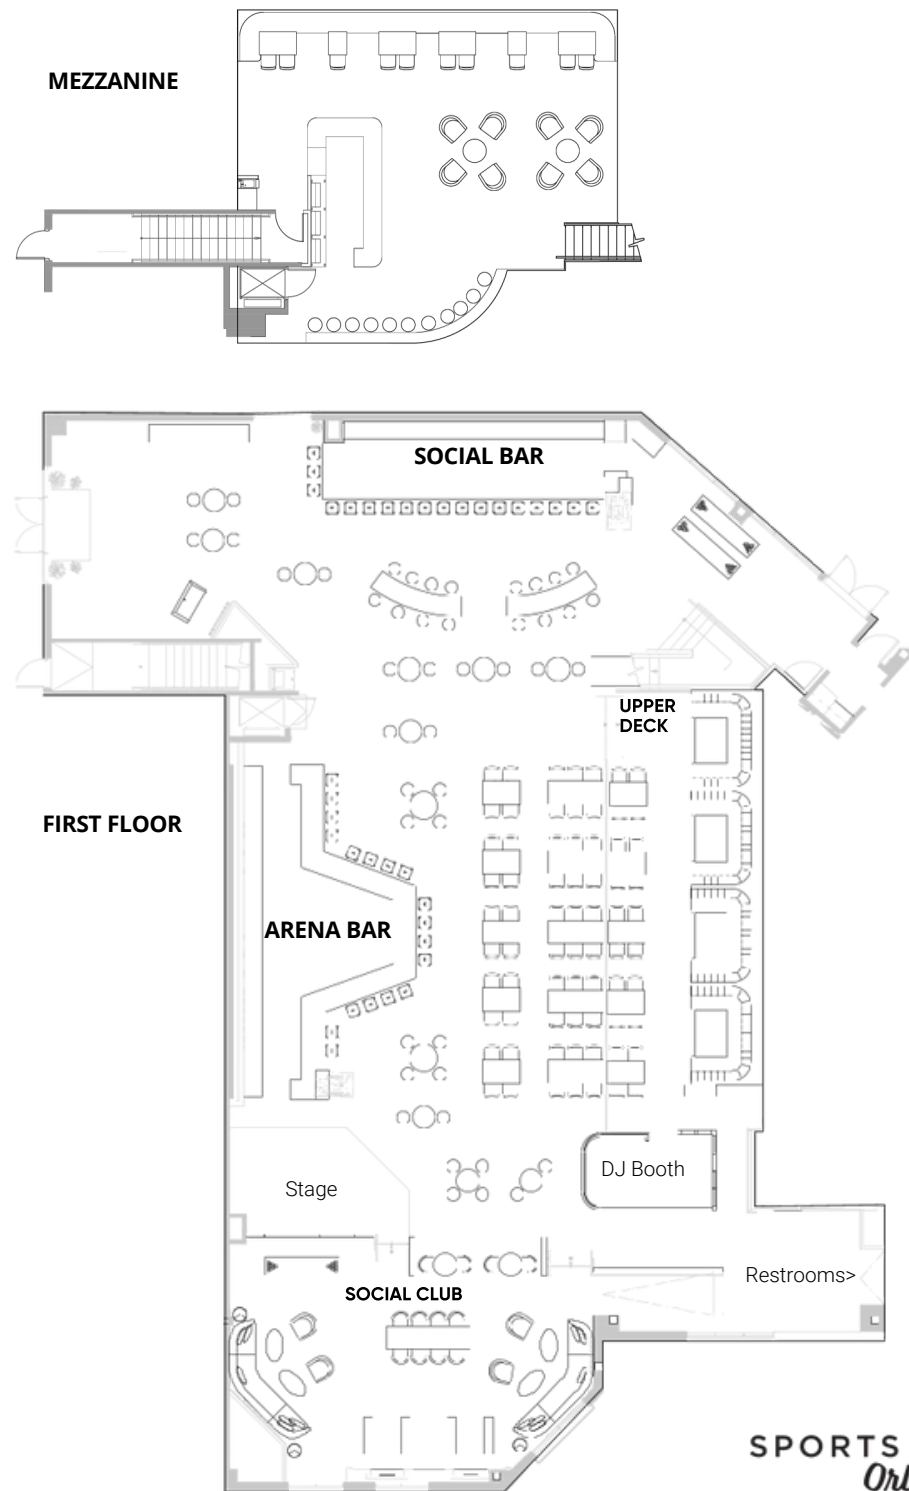 MEZZANINE
SOCIAL BAR
UPPER
DECK
FIRST FLOOR
ARENA BAR
DJ Booth
Stage
Restrooms>
SOCIAL CLUB
SPORTS